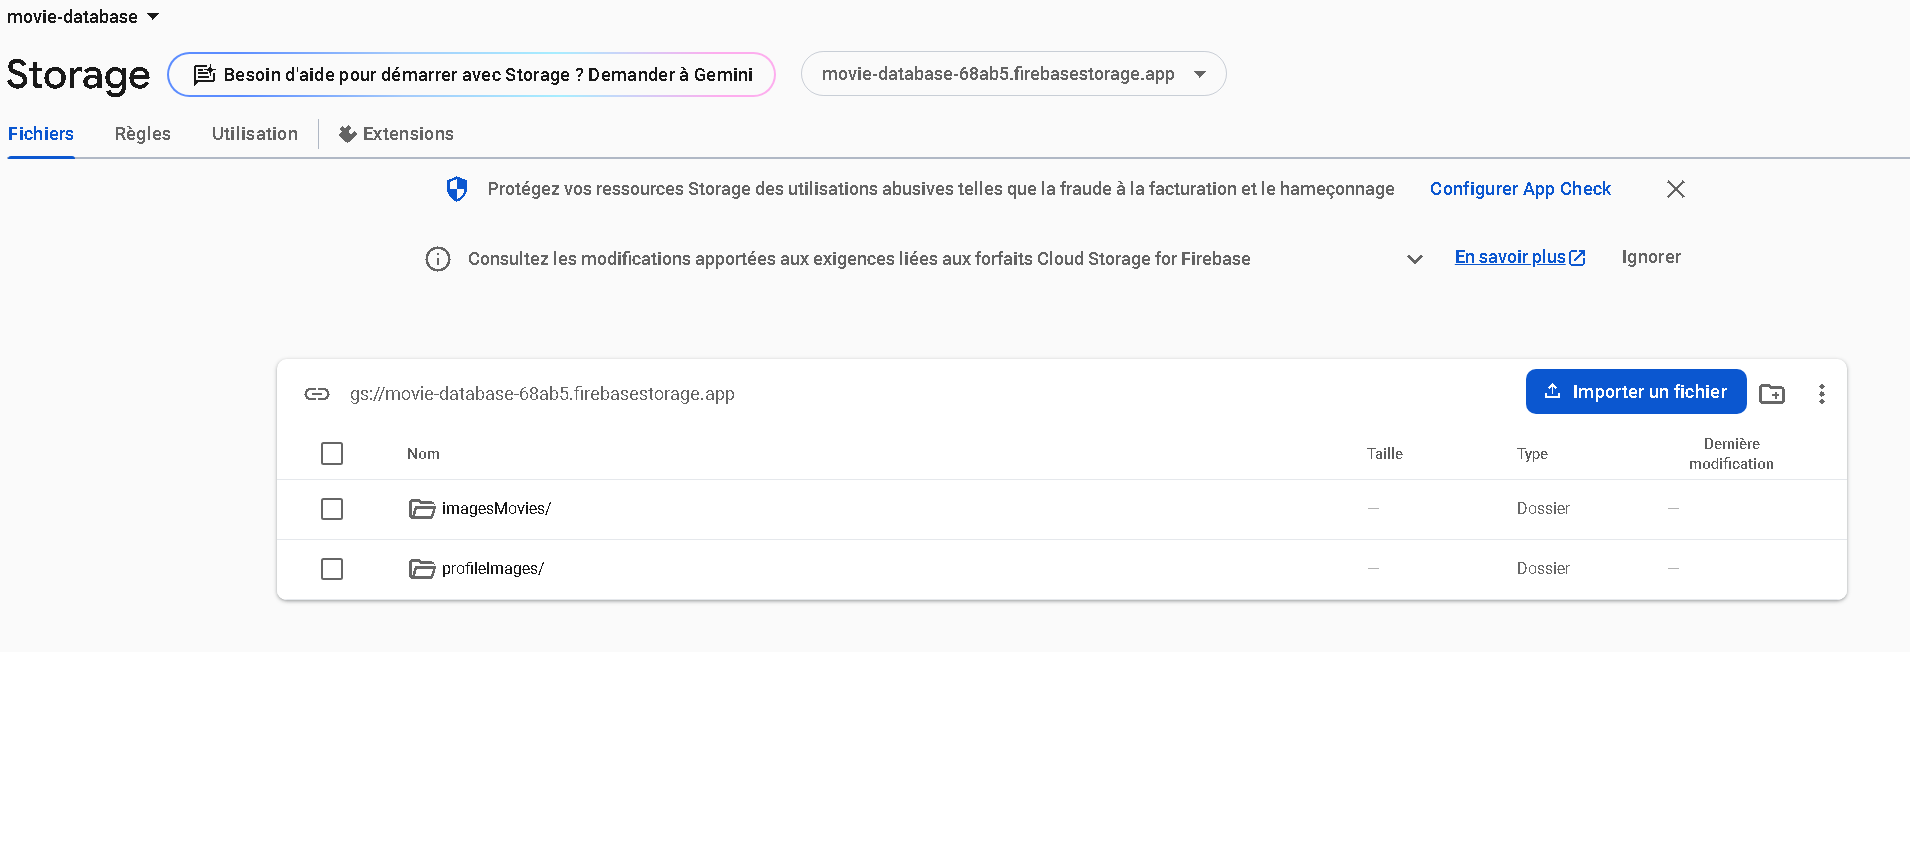 movie-database
Storage
Besoin d'aide pour démarrer avec Storage ? Demander à Gemini
movie-database-68ab5.firebasestorage.app
Fichiers
Règles
Utilisation
Extensions
Protégez vos ressources Storage des utilisations abusives telles que la fraude à la facturation et le hameçonnage
Configurer App Check
Consultez les modifications apportées aux exigences liées aux forfaits Cloud Storage for Firebase
En savoir plus
Ignorer
gs://movie-database-68ab5.firebasestorage.app
Importer un fichier
Nom
Taille
Type
Dernière
modification
imagesMovies/
—
Dossier
—
profileImages/
—
Dossier
—